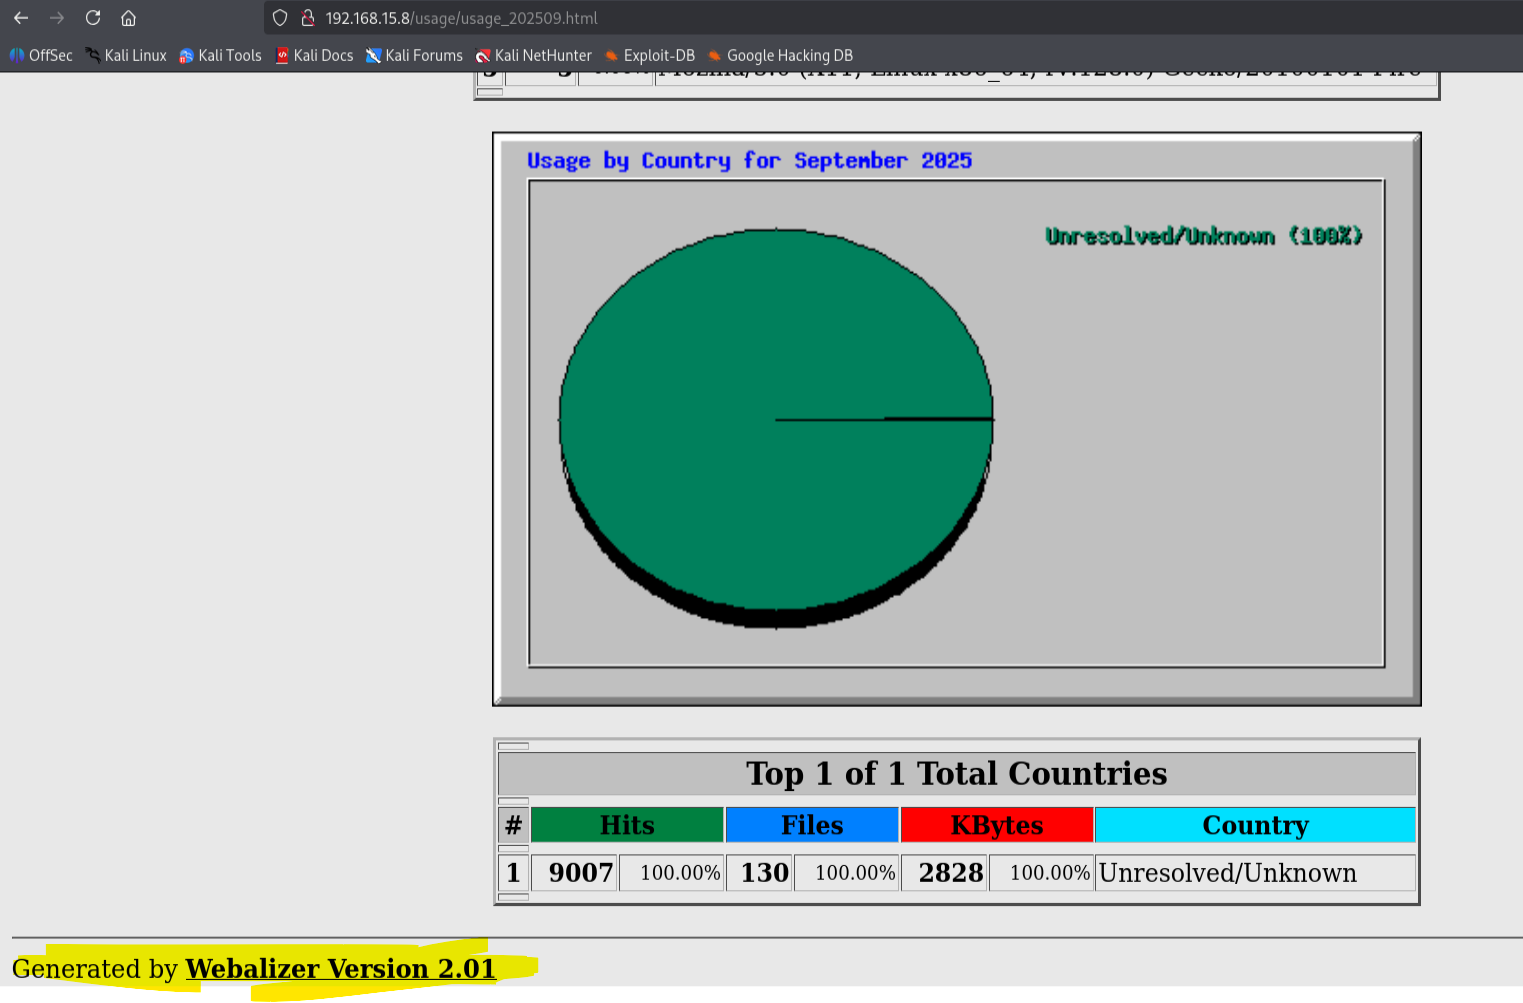 192.168.15.8/usage/usage_202509.html
OffSec Kali Linux Kali Tools Kali Docs Kali Forums Kali NetHunter Exploit-DB Google Hacking DB
Usage by Country for September 2025
Unresolved/Unknown (100%)
Top 1 of 1 Total Countries
# Hits Files KBytes Country
1 9007 100.00% 130 100.00% 2828 100.00% Unresolved/Unknown
Generated by Webalizer Version 2.01